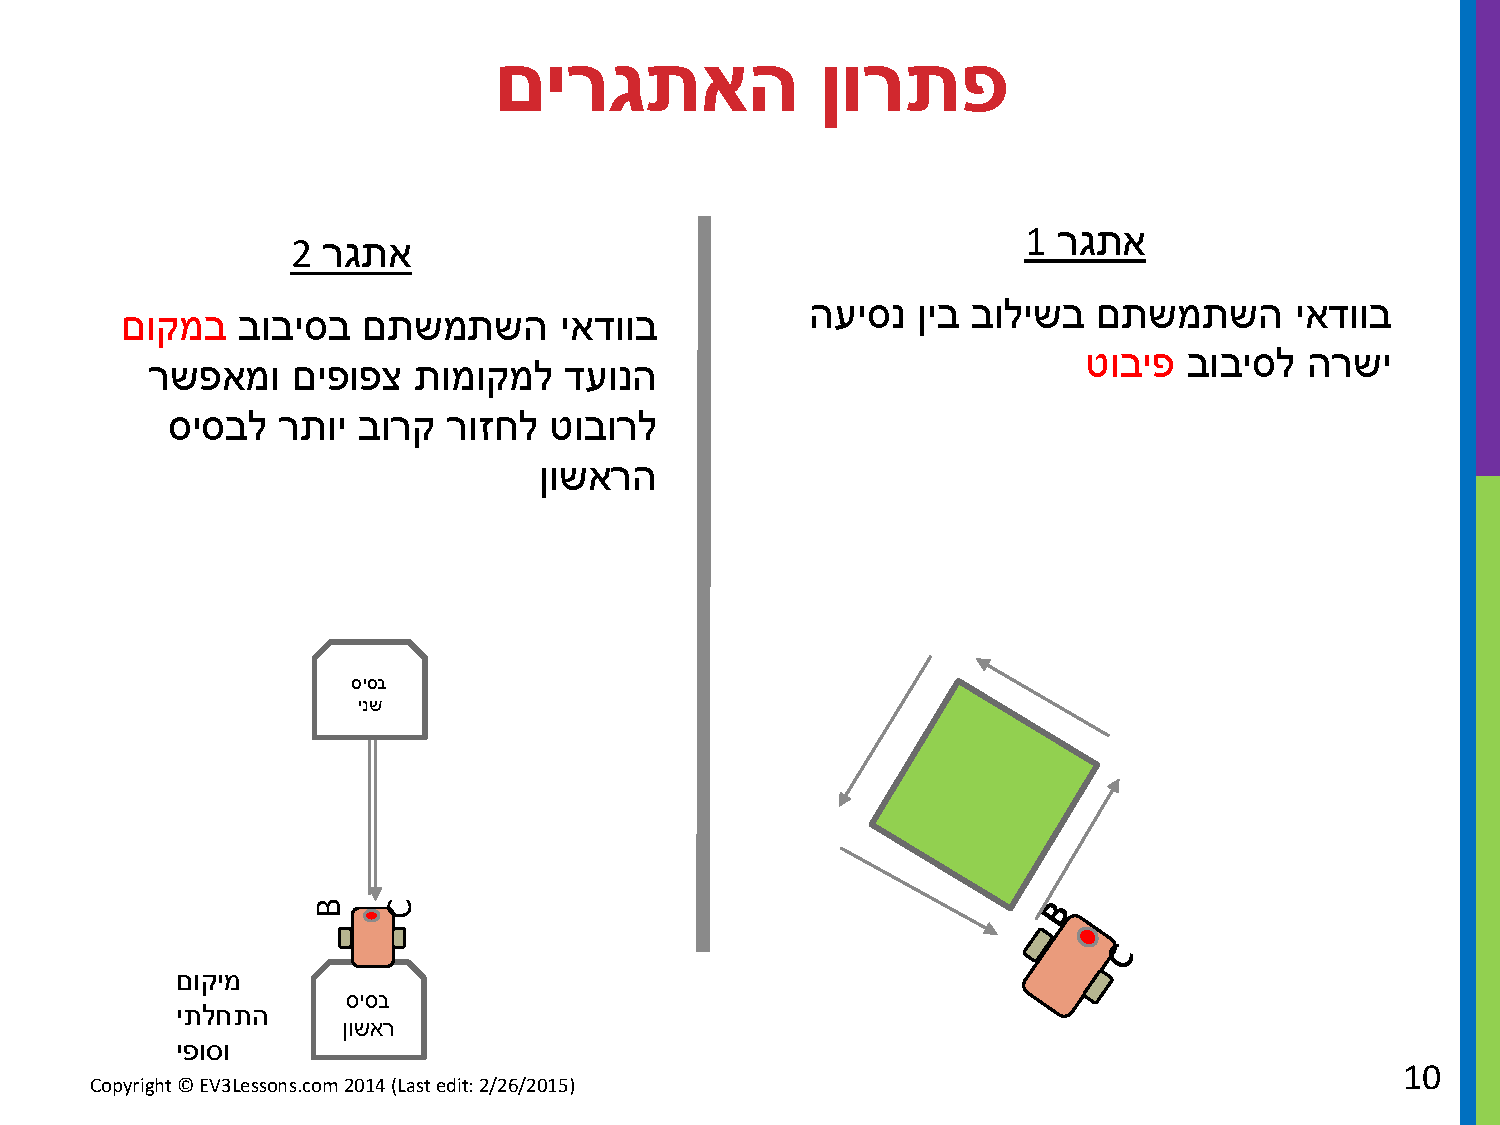 פתרון האתגרים
אתגר 1
בוודאי השתמשתם בשילוב בין נסיעה
ישרה לסיבוב פיבוט
אתגר 2
בוודאי השתמשתם בסיבוב במקום
הנועד למקומות צפופים ומאפשר
לרובוט לחזור קרוב יותר לבסיס
הראשון
בסיס
שני
B
C
B
C
מיקום
התחלתי
וסופי
בסיס
ראשון
Copyright © EV3Lessons.com 2014 (Last edit: 2/26/2015)
10